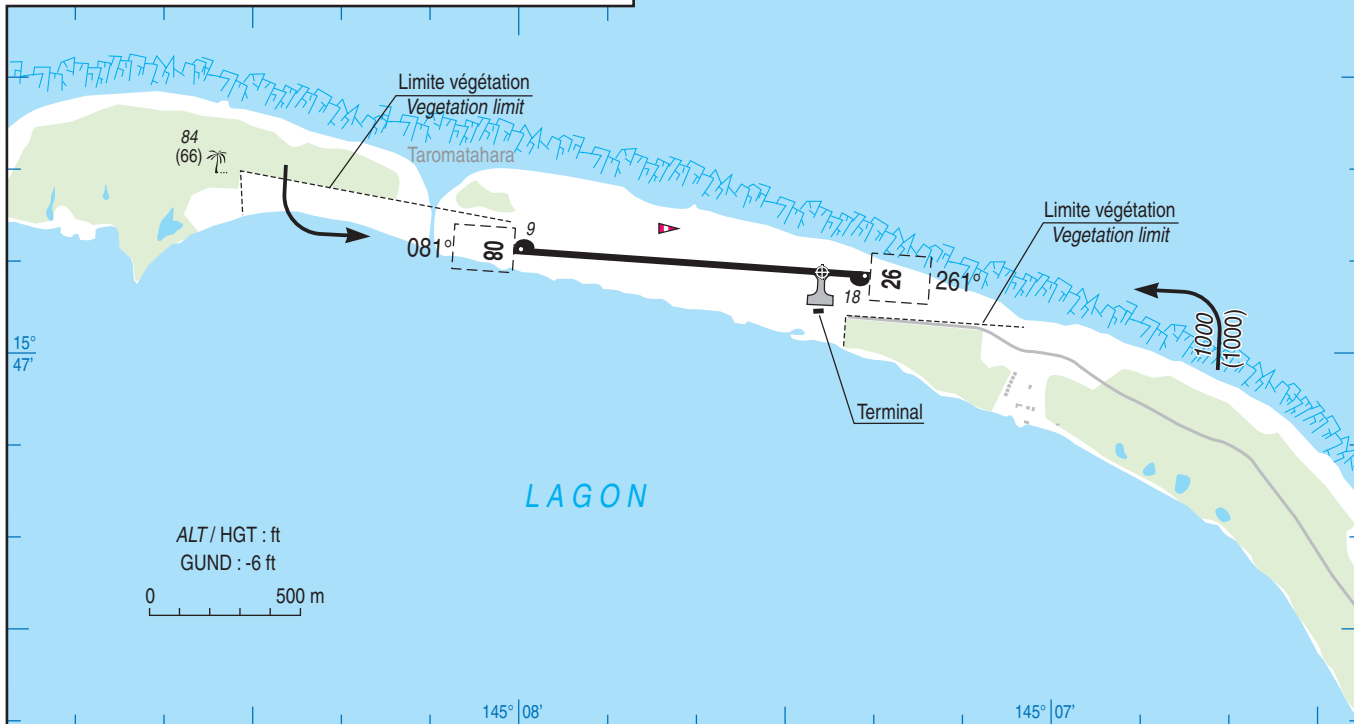 Limite végétation
Vegetation limit
84
(66)
Taromatahara
Limite végétation
Vegetation limit
081°
08
9
18
26
261°
1000
(1000)
15°
47'
Terminal
LAGON
ALT / HGT : ft
GUND : -6 ft
0 500 m
145° 08'
145° 07'